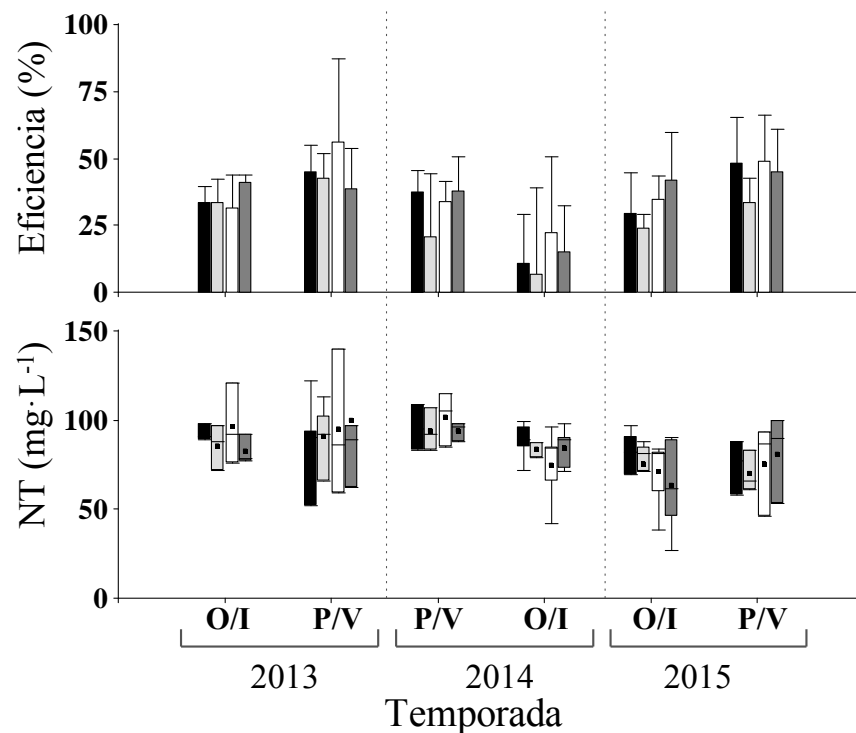 Eficiencia (%)
100
75
50
25
0
NT (mg·L-1)
150
100
50
0
O/I P/V P/V O/I O/I P/V
2013 2014 2015
Temporada